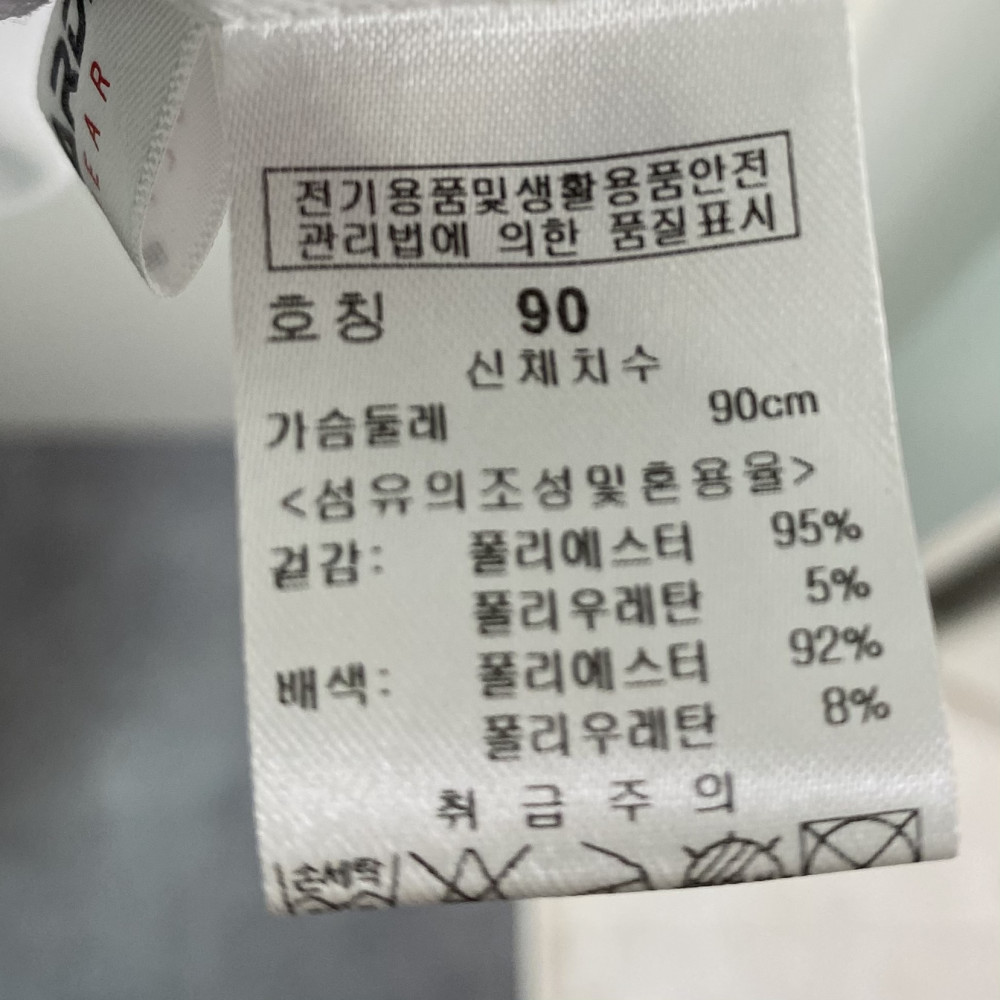 EAR
전기용품및생활용품안전
관리법에 의한 품질표시
호칭 90
신체치수
가슴둘레 90cm
<섬유의조성및혼용율>
겉감: 폴리에스터 95%
폴리우레탄 5%
배색: 폴리에스터 92%
폴리우레탄 8%
취급주의
손세탁